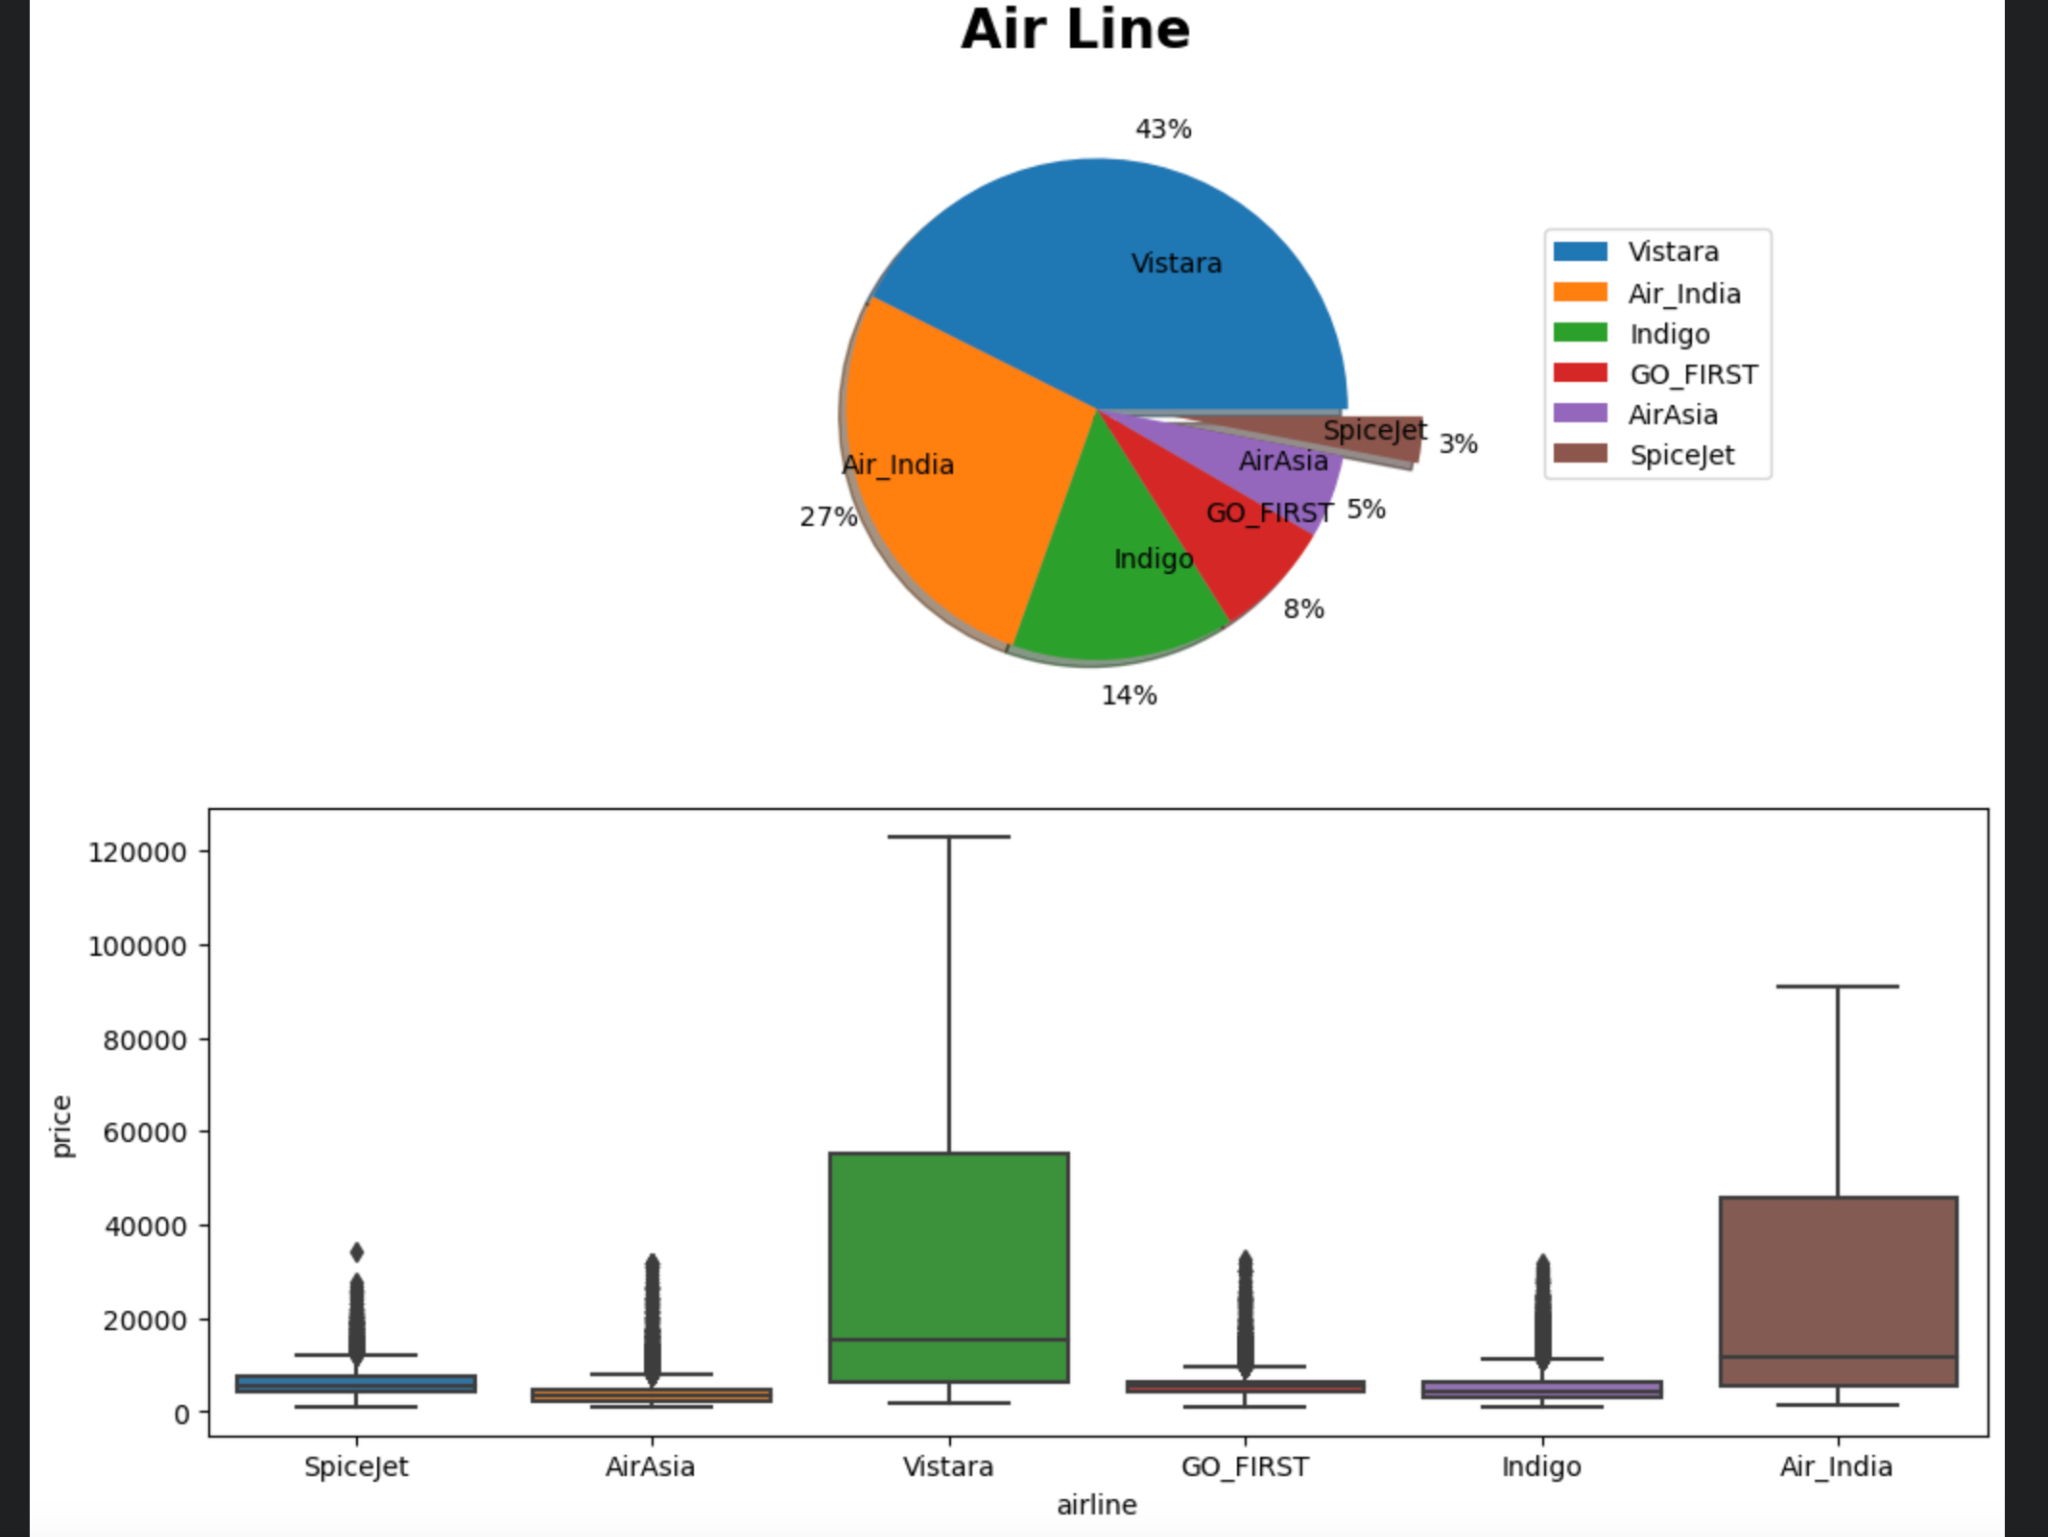 Air Line
43%
Vistara
Vistara
Air_India
Indigo
GO_FIRST
AirAsia
SpiceJet
SpiceJet
3%
AirAsia
Air_India
5%
27%
GO_FIRST
Indigo
8%
14%
120000
100000
80000
60000
40000
20000
0
price
SpiceJet
AirAsia
Vistara
GO_FIRST
Indigo
Air_India
airline